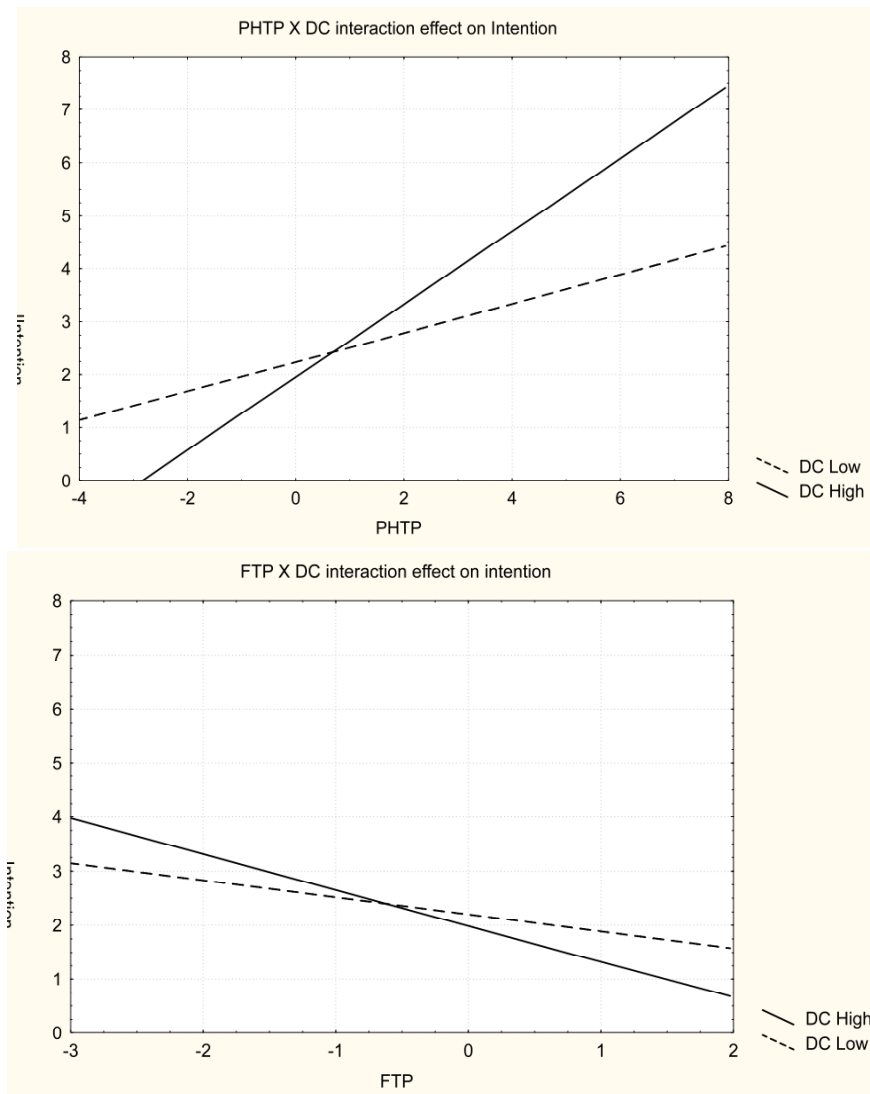 PHTP X DC interaction effect on Intention
8
7
6
5
4
3
2
1
0
-4 -2 0 2 4 6 8
PHTP
DC Low
DC High
FTP X DC interaction effect on intention
8
7
6
5
4
3
2
1
0
-3 -2 -1 0 1 2
FTP
DC High
DC Low